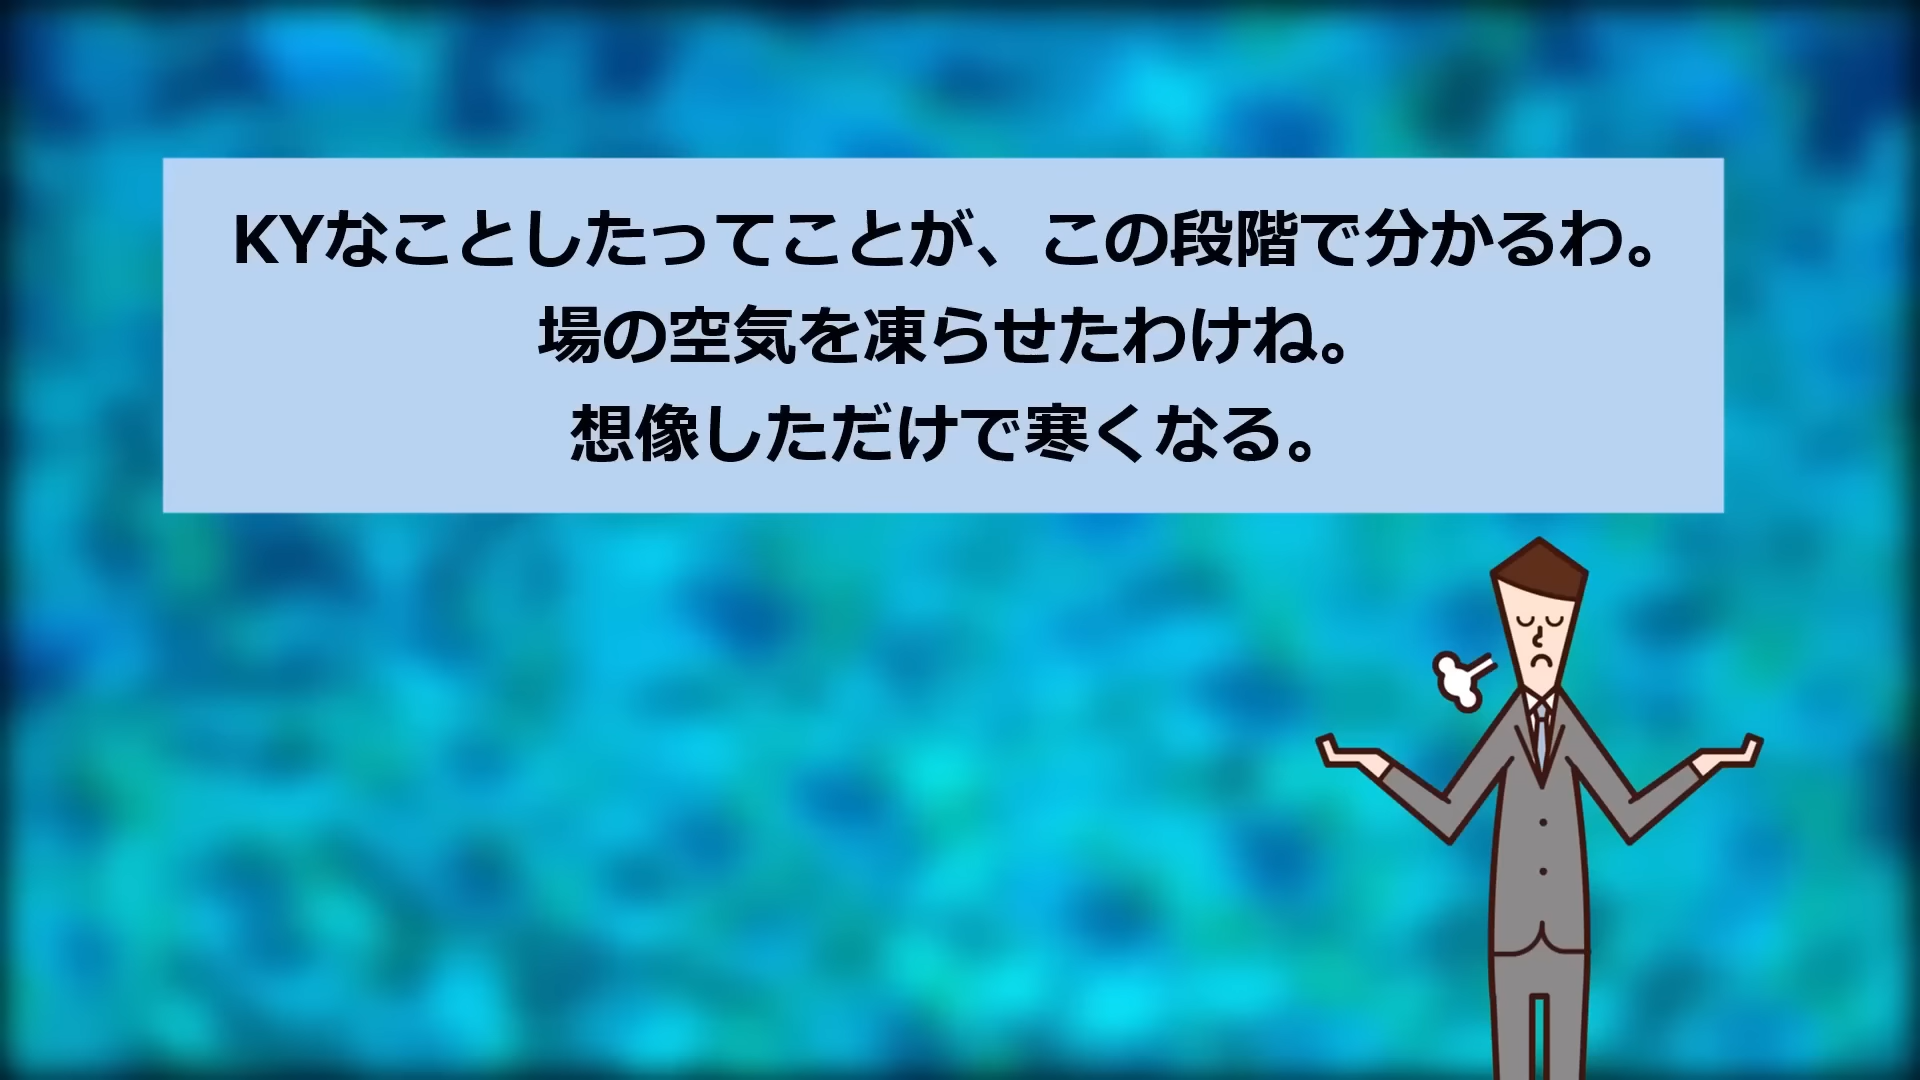 KYなことしたってことが、この段階で分かるわ。
場の空気を凍らせたわけね。
想像しただけで寒くなる。